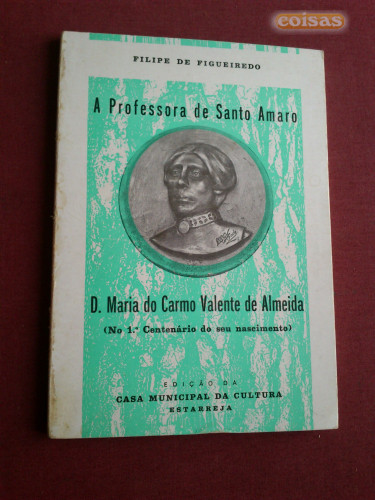 coisas
FILIPE DE FIGUEIREDO
A Professora de Santo Amaro
D. Maria do Carmo Valente de Almeida
(No 1.º Centenário do seu nascimento)
EDIÇÃO DA
CASA MUNICIPAL DA CULTURA
ESTARREJA